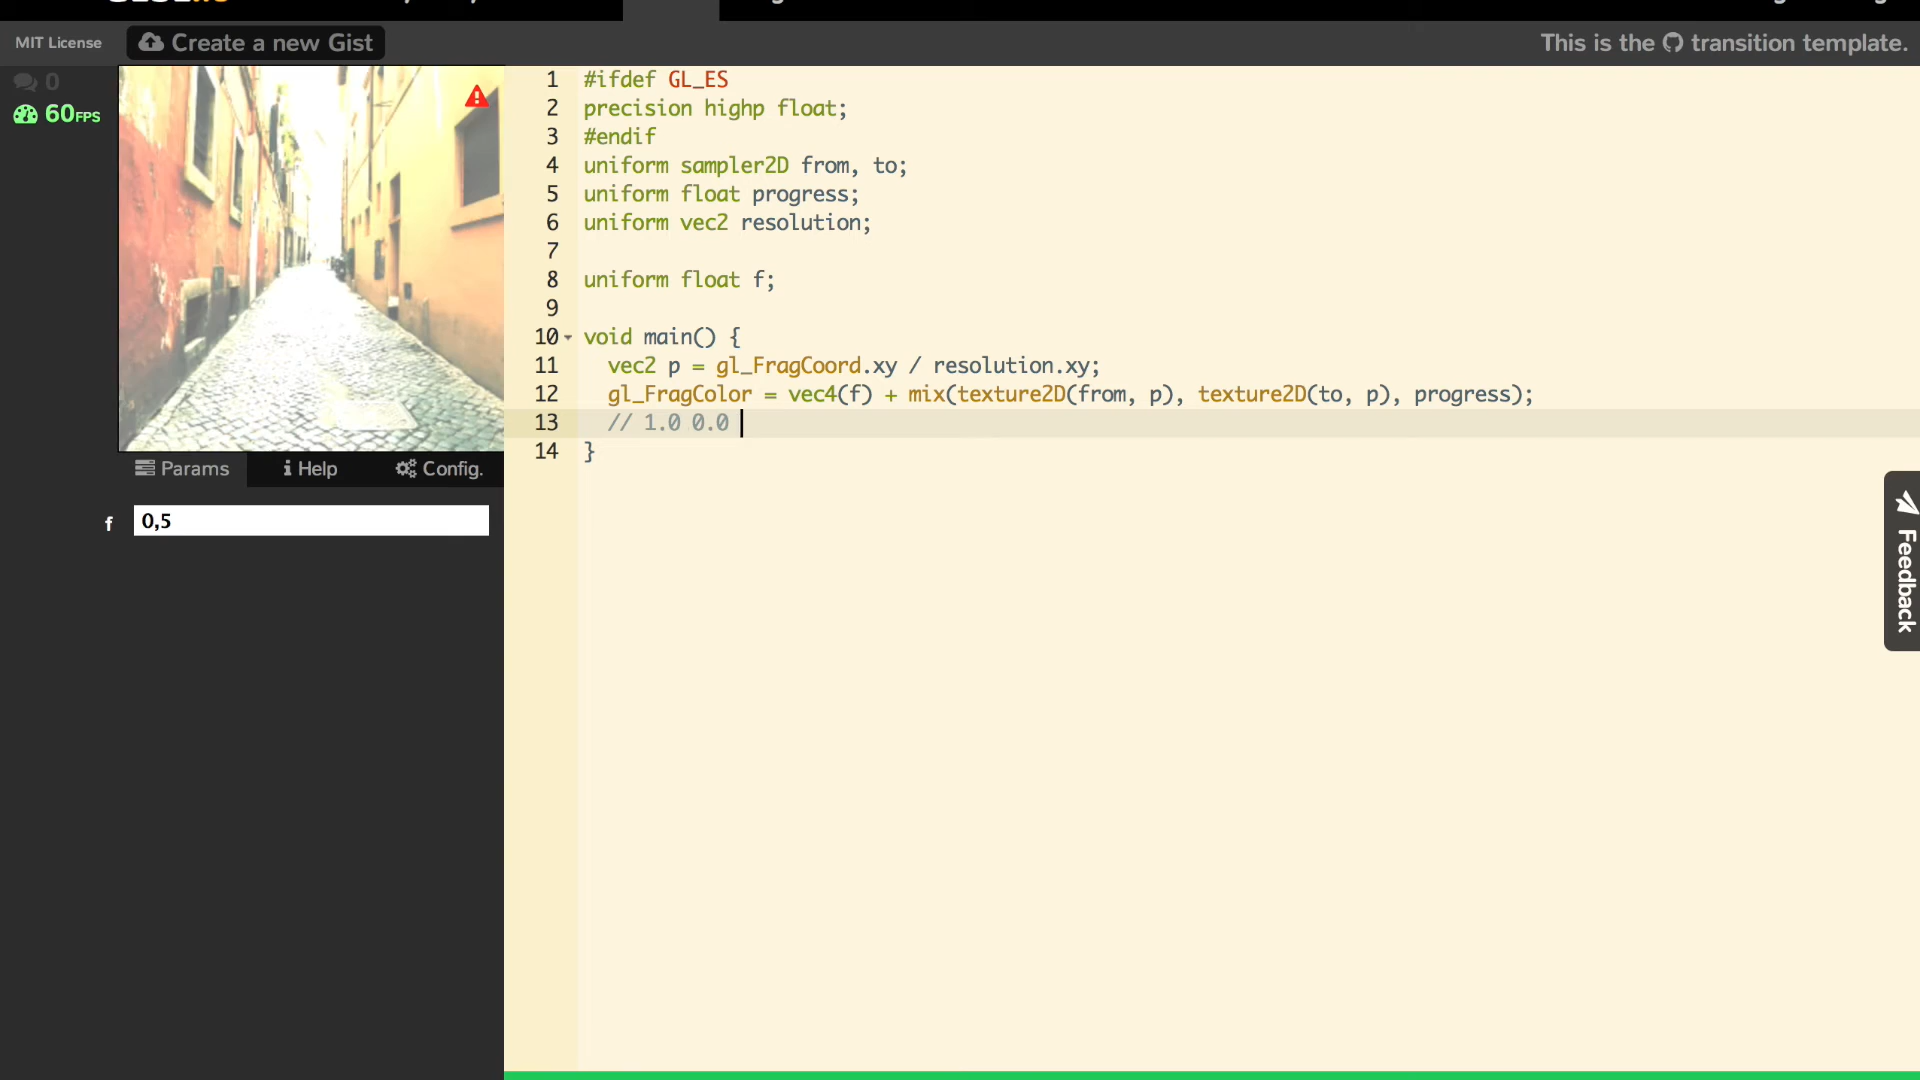 MIT License
Create a new Gist
This is the transition template.
0
60FPS
Params
Help
Config.
f
0,5
1 #ifdef GL_ES
2 precision highp float;
3 #endif
4 uniform sampler2D from, to;
5 uniform float progress;
6 uniform vec2 resolution;
7
8 uniform float f;
9
10 void main() {
11 vec2 p = gl_FragCoord.xy / resolution.xy;
12 gl_FragColor = vec4(f) + mix(texture2D(from, p), texture2D(to, p), progress);
13 // 1.0 0.0
14 }
Feedback